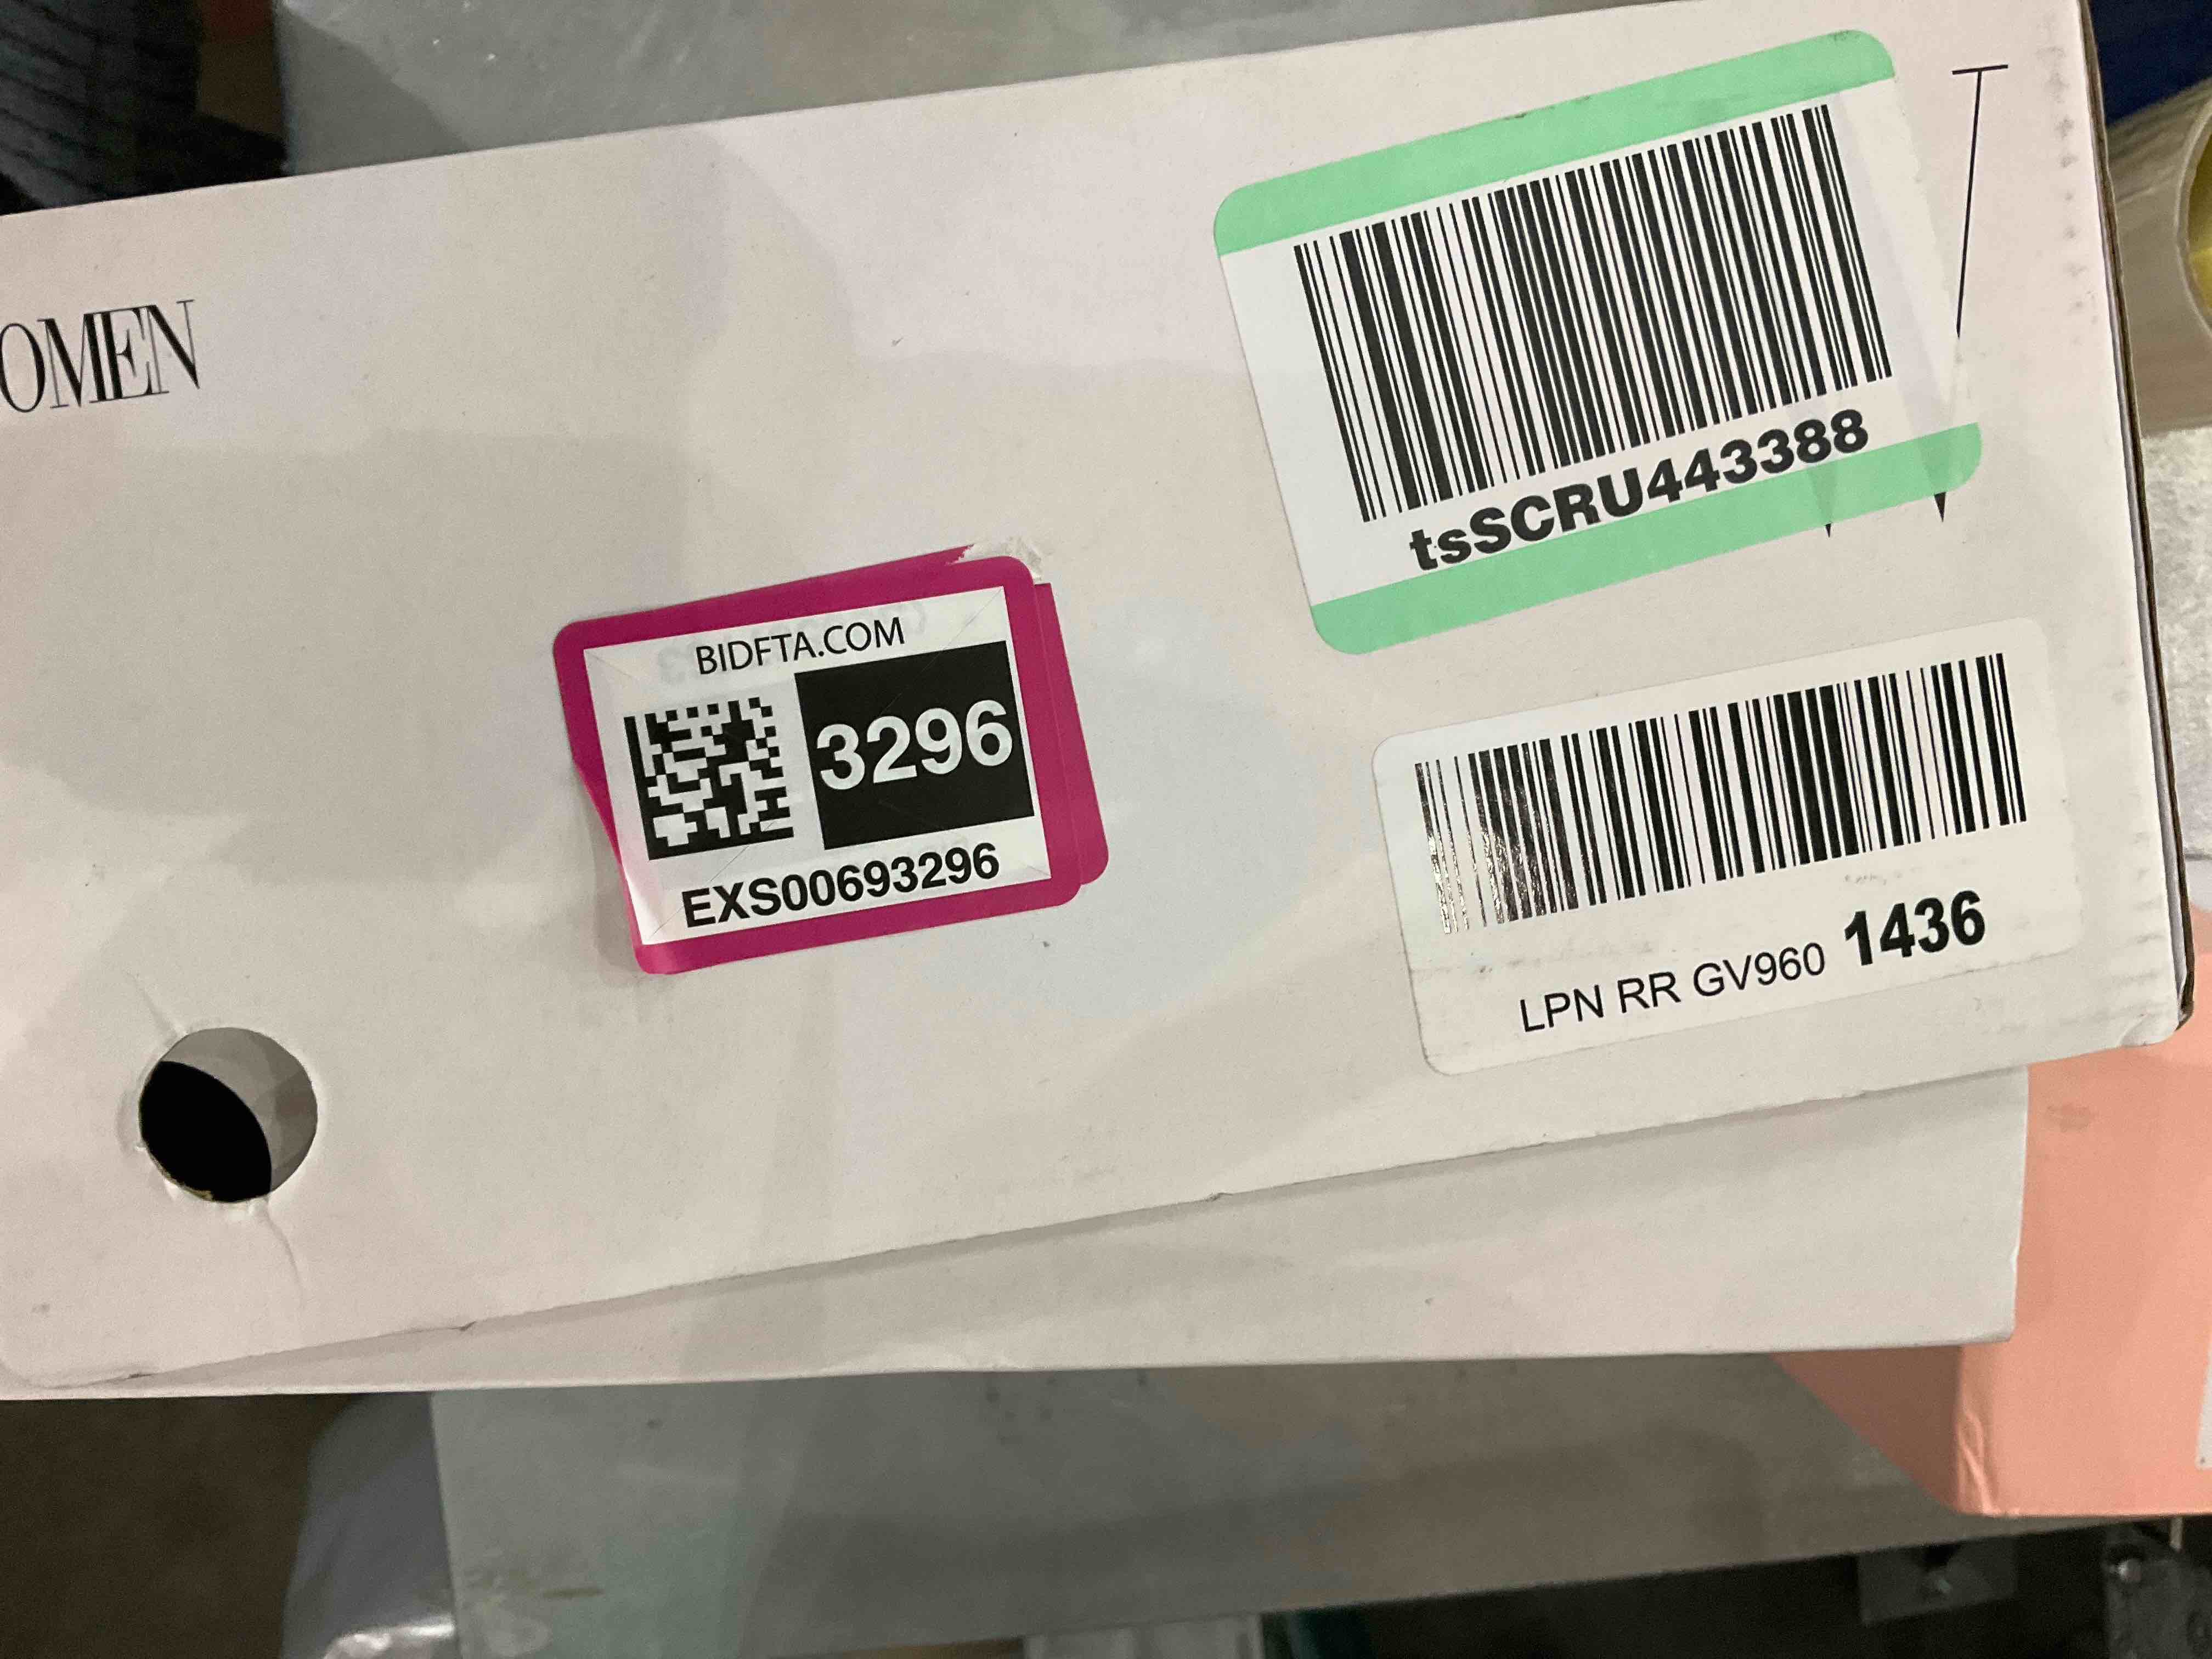 OMEN
tsSCRU443388
BIDFTA.COM
3296
EXS00693296
LPN RR GV960 1436